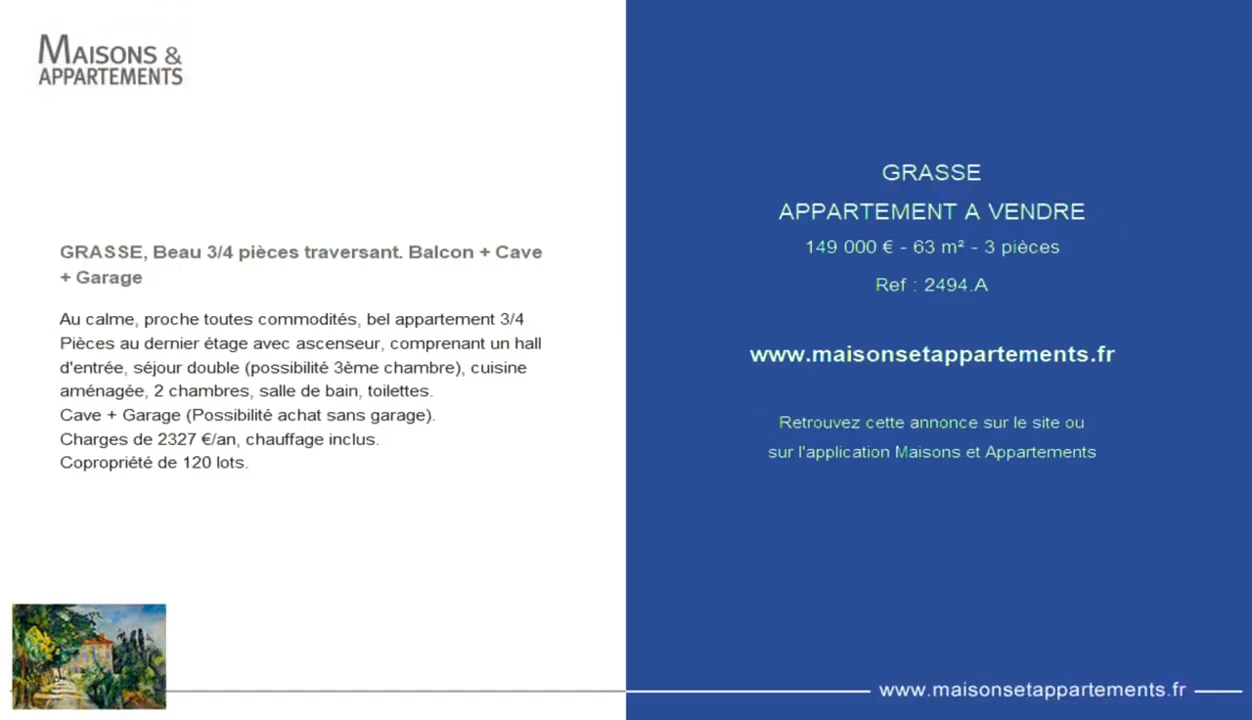 MAISONS &
APPARTEMENTS
GRASSE, Beau 3/4 pièces traversant. Balcon + Cave
+ Garage
Au calme, proche toutes commodités, bel appartement 3/4
Pièces au dernier étage avec ascenseur, comprenant un hall
d'entrée, séjour double (possibilité 3ème chambre), cuisine
aménagée, 2 chambres, salle de bain, toilettes.
Cave + Garage (Possibilité achat sans garage).
Charges de 2327 €/an, chauffage inclus.
Copropriété de 120 lots.
GRASSE
APPARTEMENT A VENDRE
149 000 € - 63 m² - 3 pièces
Ref : 2494.A
www.maisonsetappartements.fr
Retrouvez cette annonce sur le site ou
sur l'application Maisons et Appartements
www.maisonsetappartements.fr